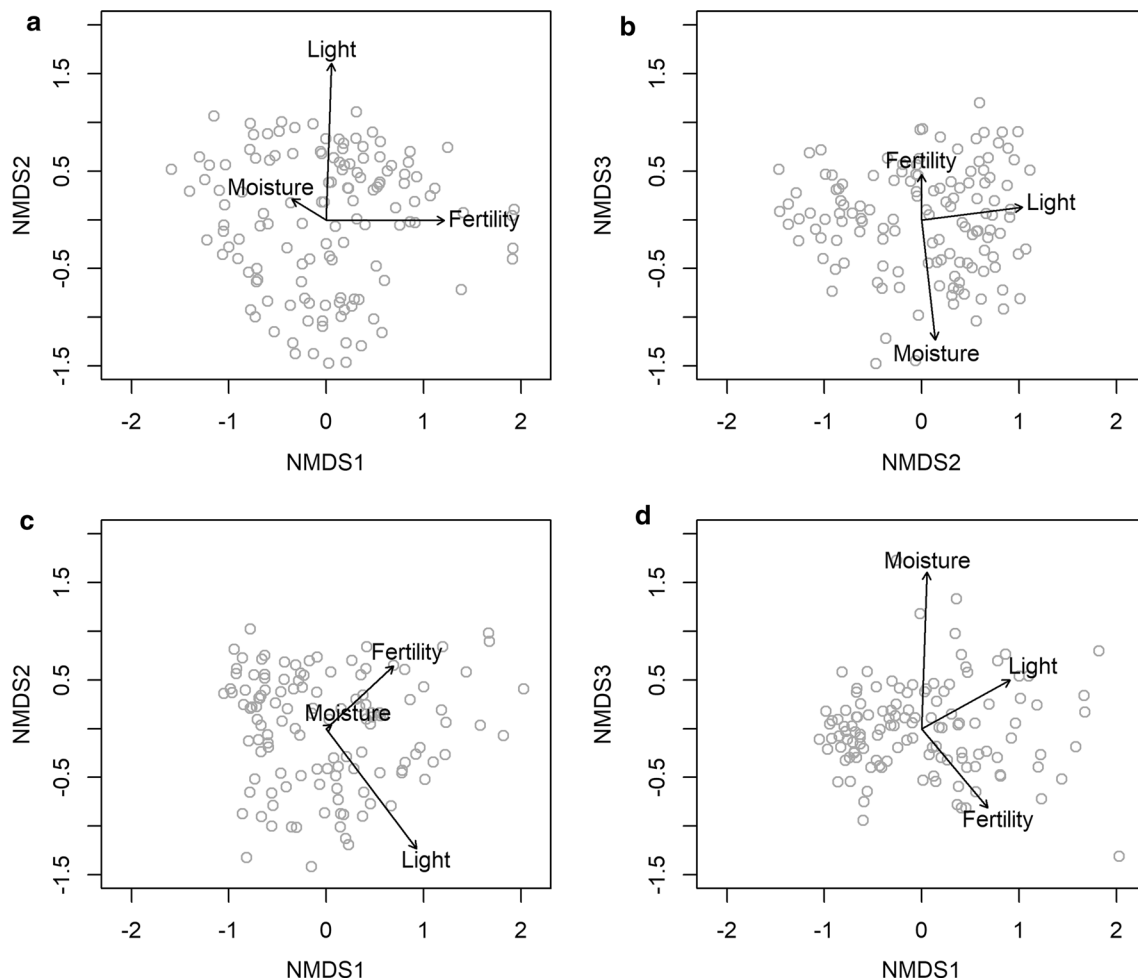 a
Light
Moisture
Fertility
1.5
0.5
-0.5
-1.5
NMDS2
-2 -1 0 1 2
NMDS1
b
Fertility
Light
Moisture
1.5
0.5
-0.5
-1.5
NMDS3
-2 -1 0 1 2
NMDS2
c
Fertility
Moisture
Light
1.5
0.5
-0.5
-1.5
NMDS2
-2 -1 0 1 2
NMDS1
d
Moisture
Light
Fertility
1.5
0.5
-0.5
-1.5
NMDS3
-2 -1 0 1 2
NMDS1